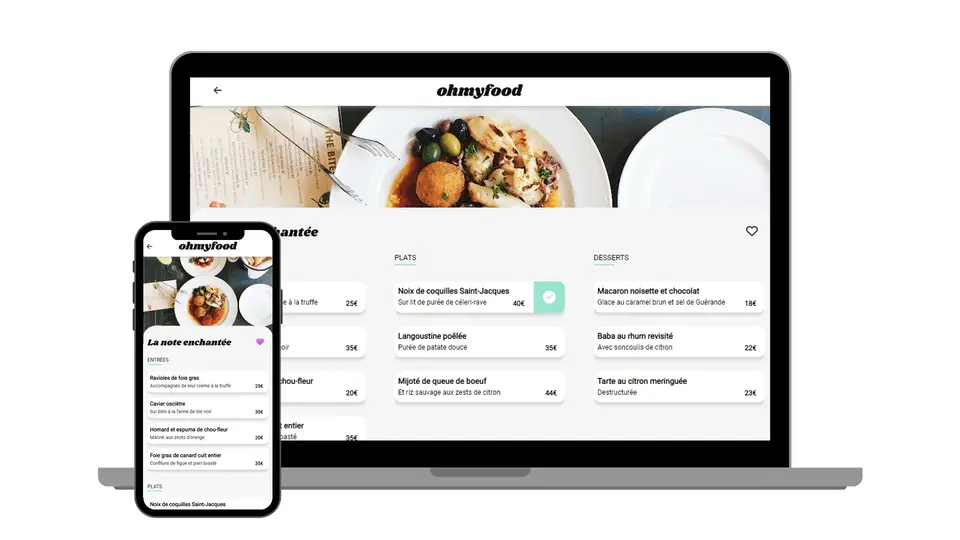 ohmyfood
THE BITE
hantée
PLATS
DESSERTS
Noix de coquilles Saint-Jacques
Sur lit de purée de céleri-rave 40€
Macaron noisette et chocolat
Glace au caramel brun et sel de Guérande 18€
e à la truffe 25€
Langoustine poêlée
Purée de patate douce 35€
Baba au rhum revisité
Avec soncoulis de citron 22€
oir 35€
Mijoté de queue de boeuf
Et riz sauvage aux zests de citron 44€
Tarte au citron meringuée
Destructurée 23€
chou-fleur
20€
t entier
oasté 35€
ohmyfood
La note enchantée
ENTRÉES
Ravioles de foie gras
Accompagnés de leur crème à la truffe 25€
Caviar osciètre
Sur blini à la farine de blé noir 35€
Homard et espuma de chou-fleur
Mariné aux zests d'orange 20€
Foie gras de canard cuit entier
Confiture de figue et pain toasté 35€
PLATS
Noix de coquilles Saint-Jacques